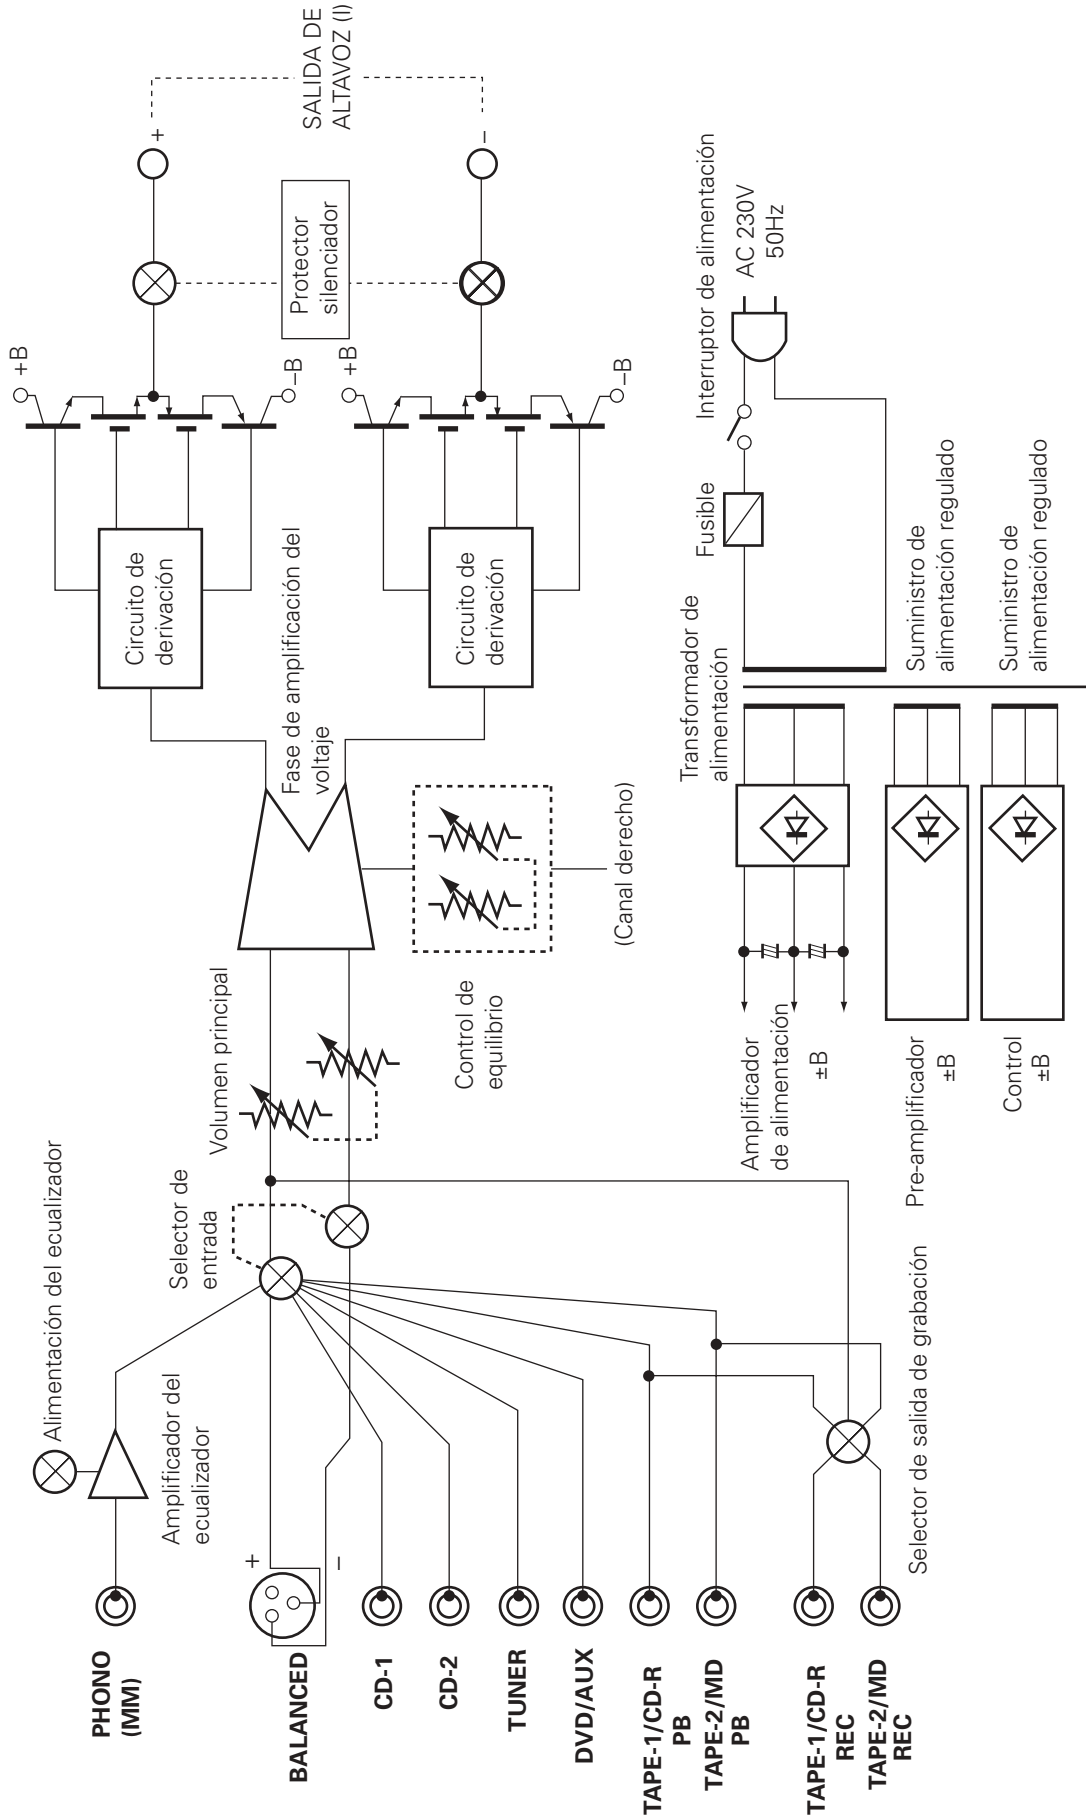 PHONO
(MM)
BALANCED
CD-1
CD-2
TUNER
DVD/AUX
TAPE-1/CD-R
PB
TAPE-2/MD
PB
TAPE-1/CD-R
REC
TAPE-2/MD
REC
+
–
Alimentación del ecualizador
Amplificador del
ecualizador
Selector de
entrada
Volumen principal
Control de
equilibrio
(Canal derecho)
Selector de salida de grabación
Fase de amplificación del
voltaje
Circuito de
derivación
Circuito de
derivación
+B
–B
+B
–B
Protector
silenciador
+
–
SALIDA DE
ALTAVOZ (I)
Amplificador
de alimentación
±B
Pre-amplificador
±B
Control
±B
Transformador de
alimentación
Fusible
Interruptor de alimentación
AC 230V
50Hz
Suministro de
alimentación regulado
Suministro de
alimentación regulado